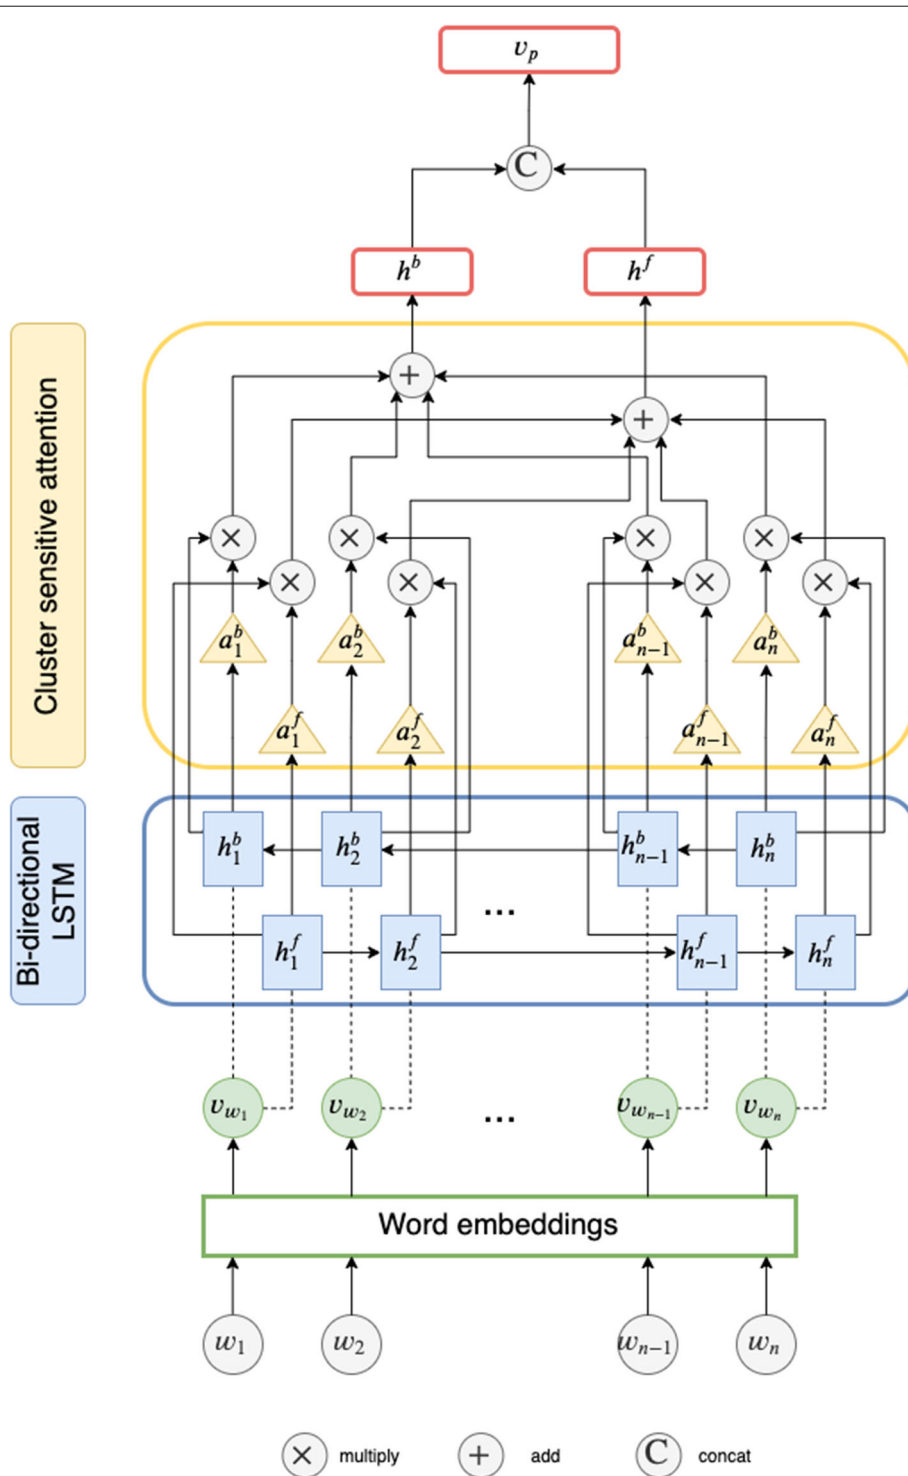 v_p
C
h^b h^f
+
+
Cluster sensitive attention
× × × ×
× × × ×
a_1^b a_2^b a_{n-1}^b a_n^b
a_1^f a_2^f a_{n-1}^f a_n^f
Bi-directional
LSTM
h_1^b h_2^b h_{n-1}^b h_n^b
...
h_1^f h_2^f h_{n-1}^f h_n^f
v_{w_1} v_{w_2} ... v_{w_{n-1}} v_{w_n}
Word embeddings
w_1 w_2 w_{n-1} w_n
× multiply + add C concat